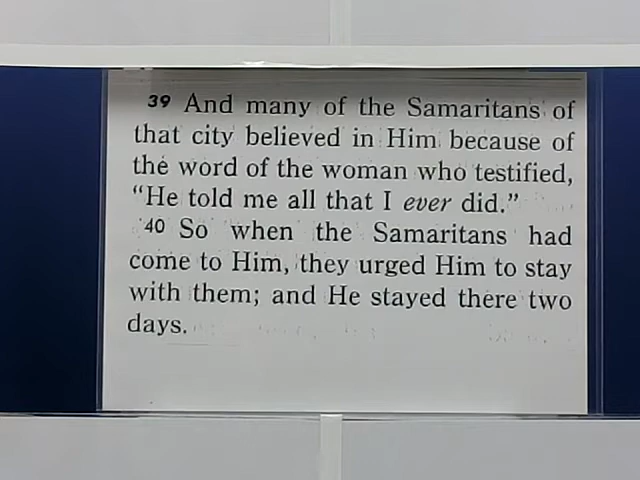 39 And many of the Samaritans of
that city believed in Him because of
the word of the woman who testified,
“He told me all that I ever did.”
40 So when the Samaritans had
come to Him, they urged Him to stay
with them; and He stayed there two
days.